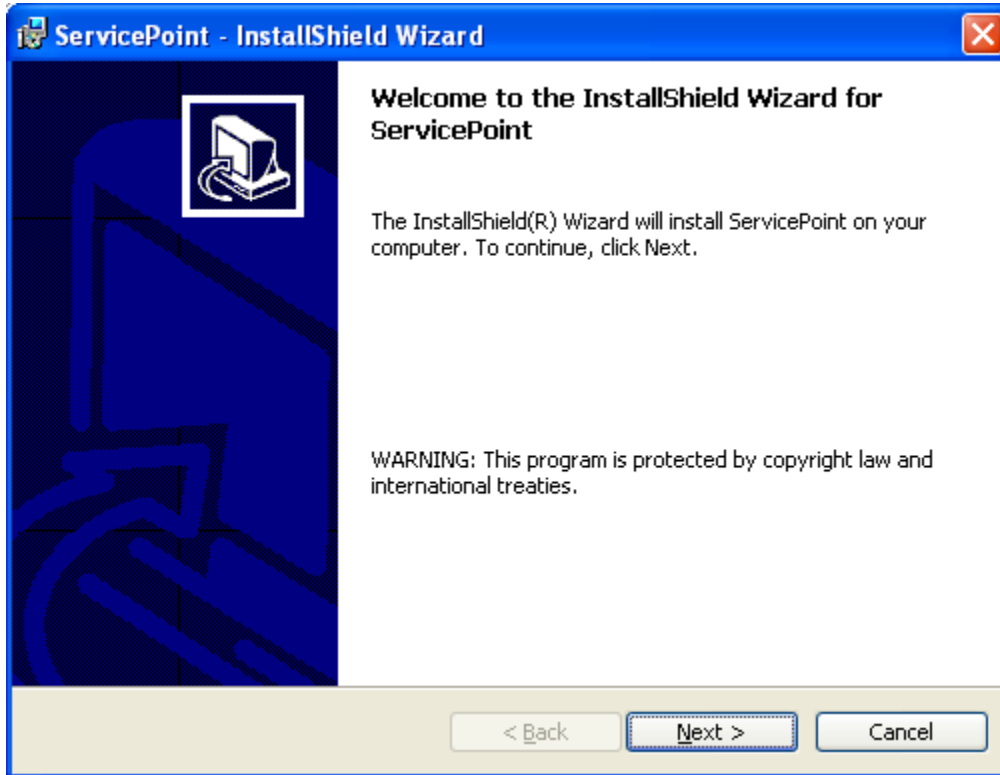 ServicePoint - InstallShield Wizard
Welcome to the InstallShield Wizard for
ServicePoint
The InstallShield(R) Wizard will install ServicePoint on your
computer. To continue, click Next.
WARNING: This program is protected by copyright law and
international treaties.
< Back Next > Cancel